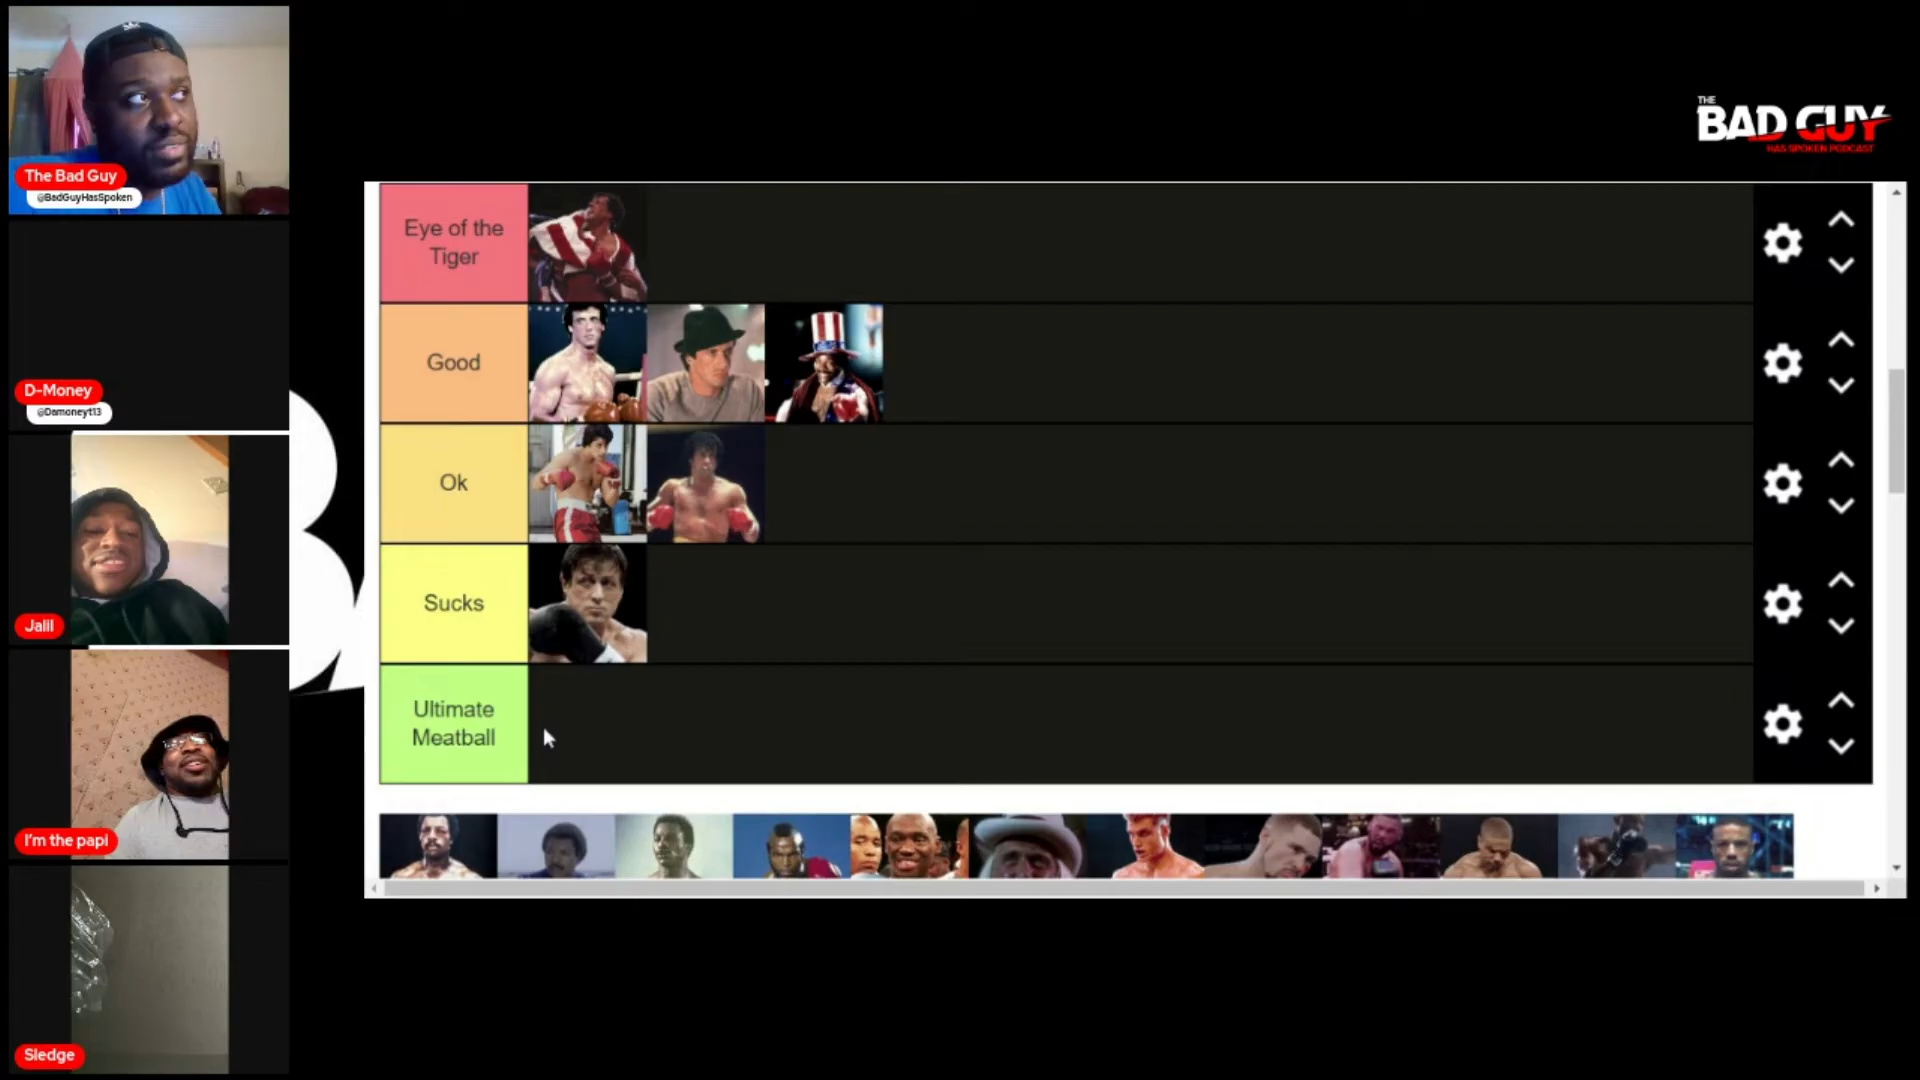 The Bad Guy
@BadGuyHasSpoken
D-Money
@Damoneyt13
Jalil
I'm the papi
Sledge
THE
BAD GUY
HAS SPOKEN PODCAST
Eye of the
Tiger
Good
Ok
Sucks
Ultimate
Meatball